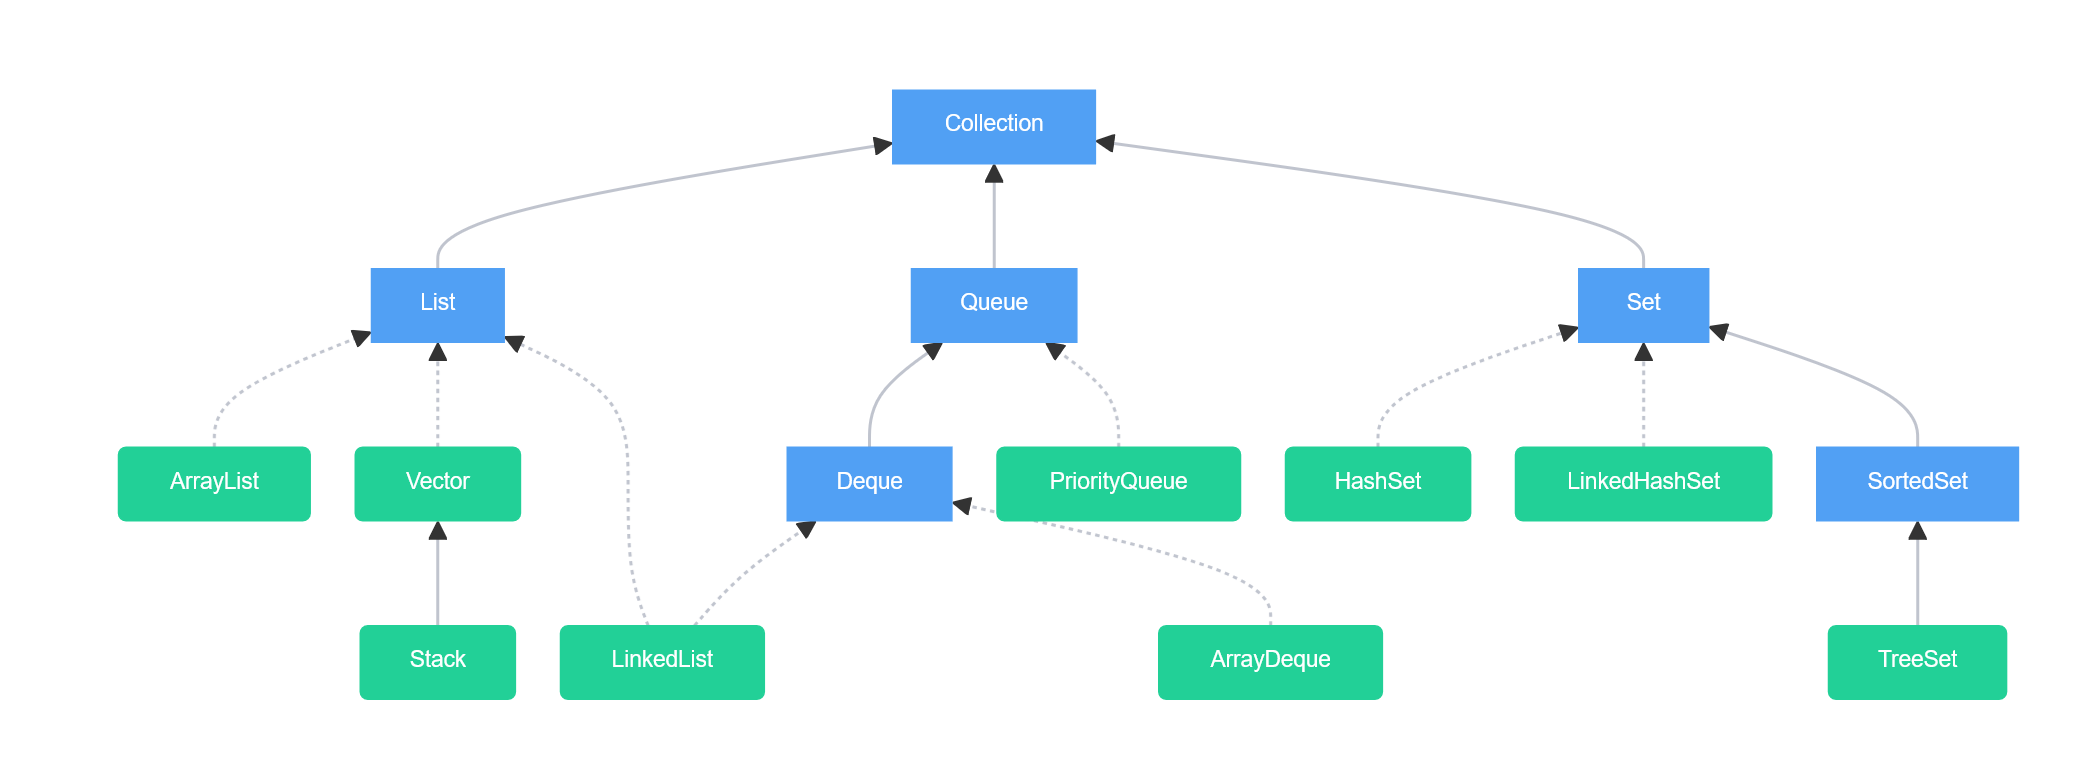 Collection
List
Queue
Set
ArrayList
Vector
Deque
PriorityQueue
HashSet
LinkedHashSet
SortedSet
Stack
LinkedList
ArrayDeque
TreeSet